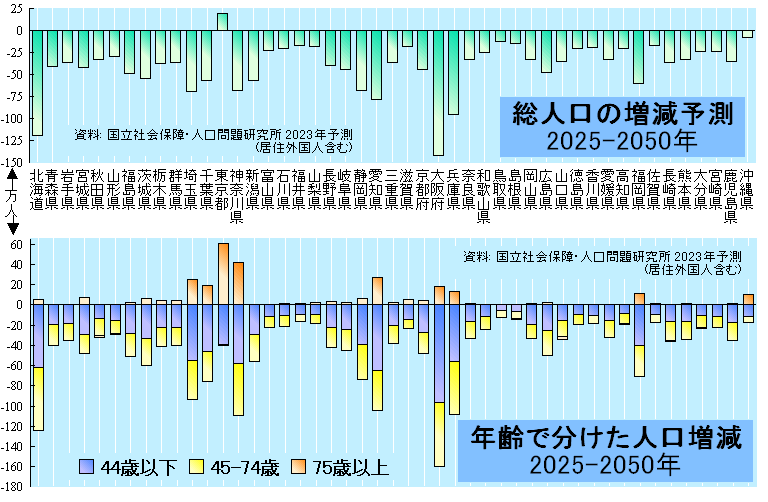 25
0
-25
-50
-75
-100
-125
-150
総人口の増減予測
2025-2050年
資料: 国立社会保障・人口問題研究所 2023年予測
(居住外国人含む)
十万人
北海道 青森県 岩手県 宮城県 秋田県 山形県 福島県 茨城県 栃木県 群馬県 埼玉県 千葉県 東京都 神奈川県 新潟県 富山県 石川県 福井県 山梨県 長野県 岐阜県 静岡県 愛知県 三重県 滋賀県 京都府 大阪府 兵庫県 奈良県 和歌山県 鳥取県 島根県 岡山県 広島県 山口県 徳島県 香川県 愛媛県 高知県 福岡県 佐賀県 長崎県 熊本県 大分県 宮崎県 鹿児島県 沖縄県
60
40
20
0
-20
-40
-60
-80
-100
-120
-140
-160
-180
資料: 国立社会保障・人口問題研究所 2023年予測
(居住外国人含む)
年齢で分けた人口増減
2025-2050年
44歳以下 45-74歳 75歳以上